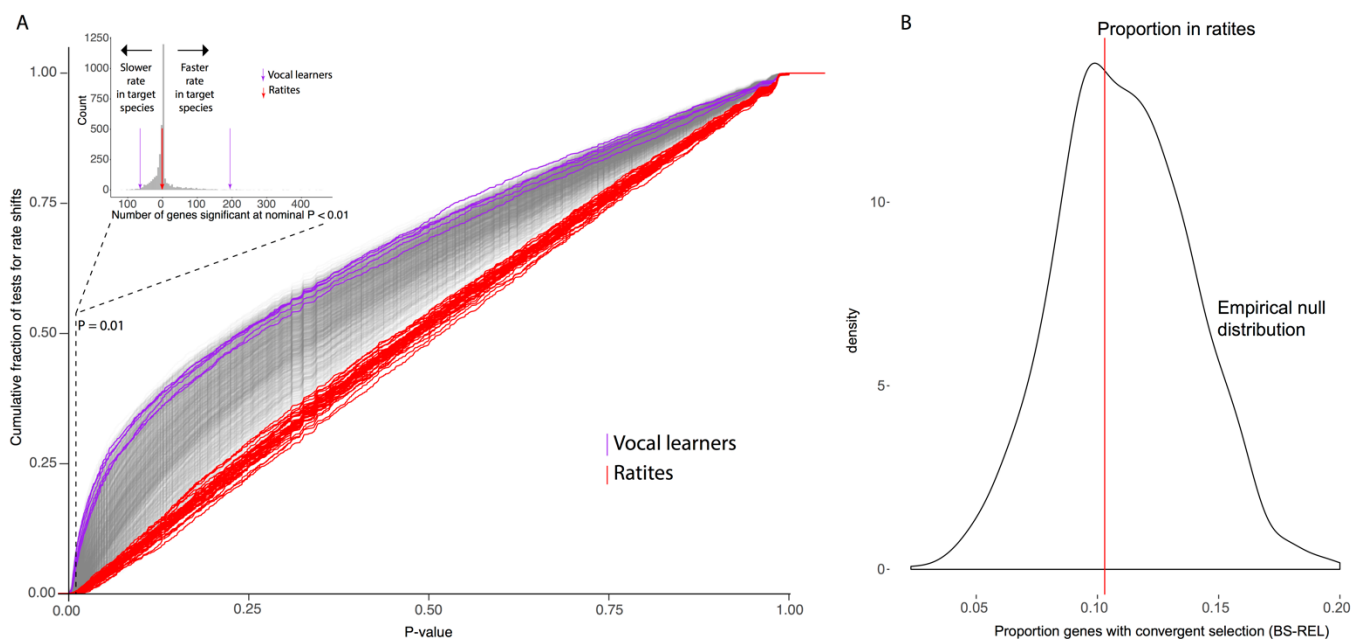 A
1250
1000
750
500
250
0
Count
Slower
rate
in target
species
Faster
rate
in target
species
Vocal learners
Ratites
100 0 100 200 300 400
Number of genes significant at nominal P < 0.01
P = 0.01
1.00
0.75
0.50
0.25
0.00
Cumulative fraction of tests for rate shifts
Vocal learners
Ratites
0.00 0.25 0.50 0.75 1.00
P-value
B
Proportion in ratites
10
5
0
density
Empirical null
distribution
0.05 0.10 0.15 0.20
Proportion genes with convergent selection (BS-REL)